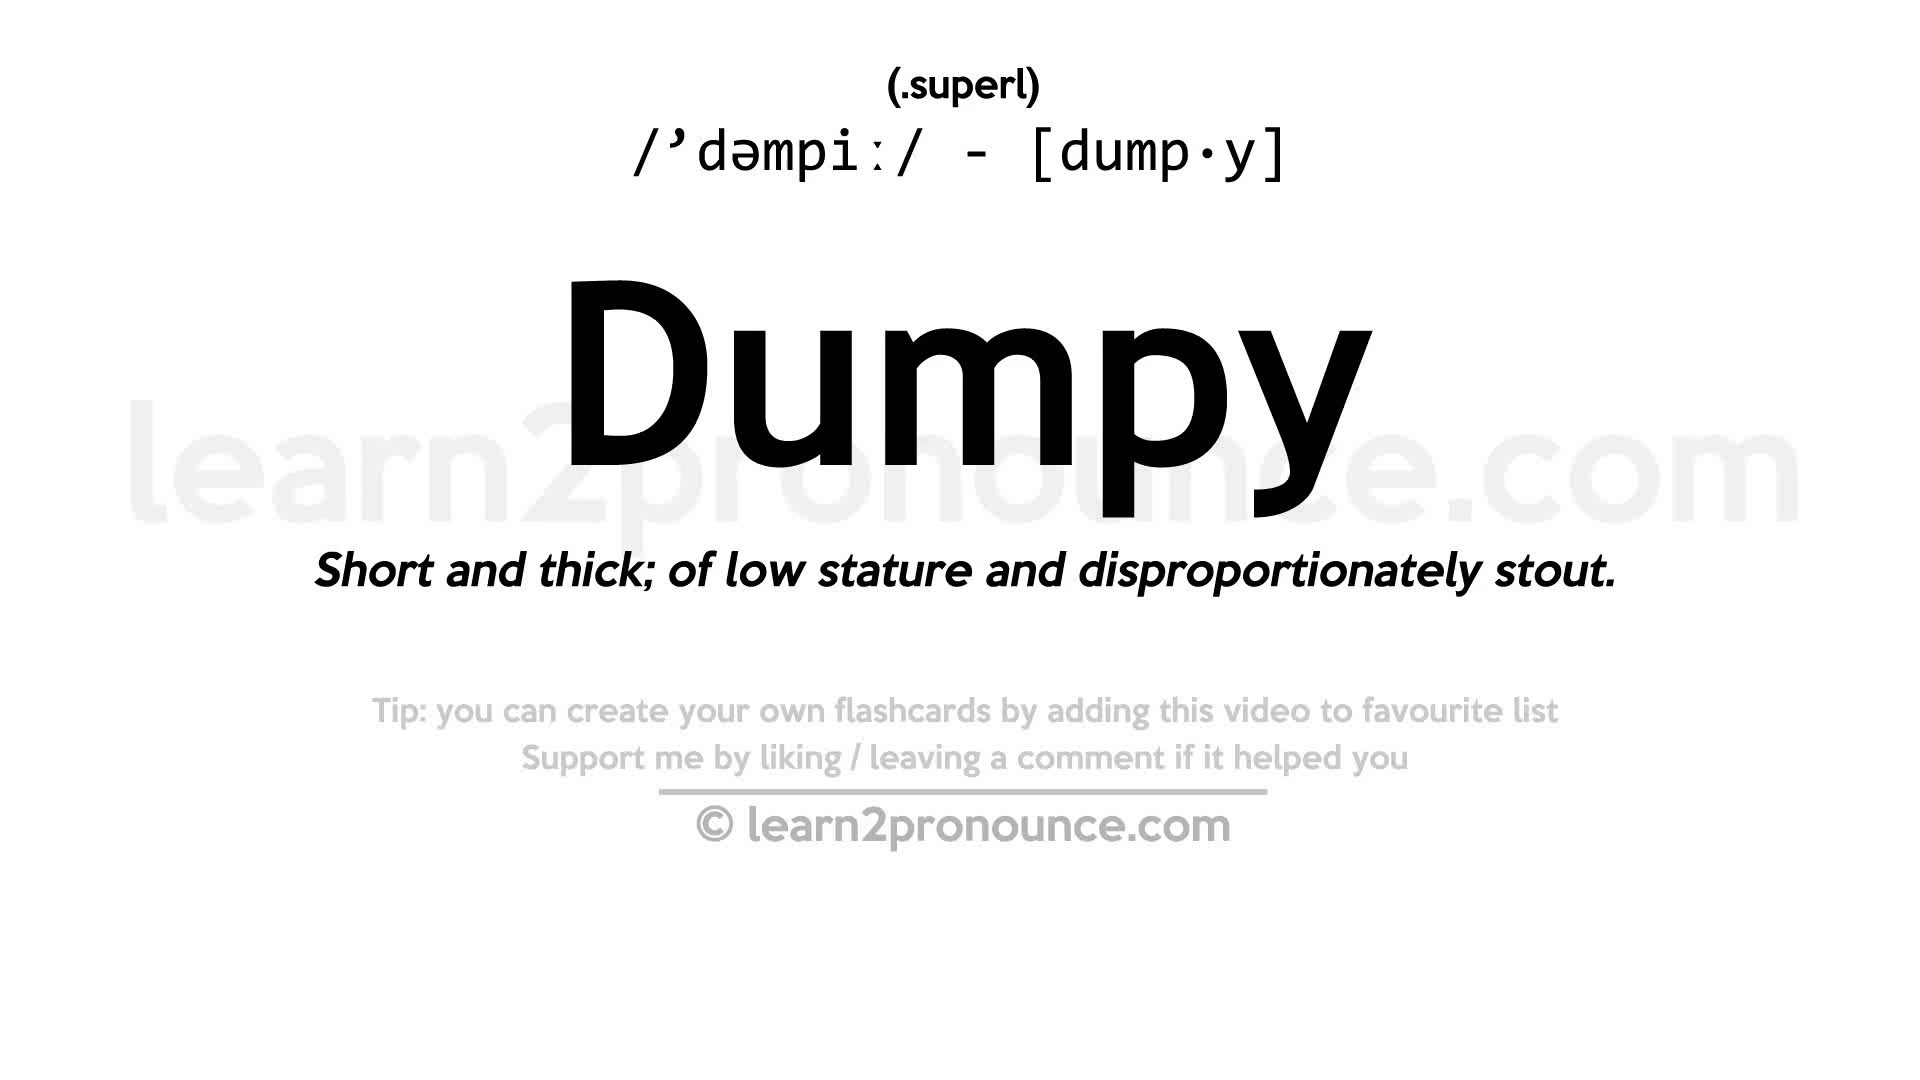 (.superl)
/’dəmpiː/ - [dump·y]
Dumpy
learn2pronounce.com
Short and thick; of low stature and disproportionately stout.
Tip: you can create your own flashcards by adding this video to favourite list
Support me by liking / leaving a comment if it helped you
© learn2pronounce.com